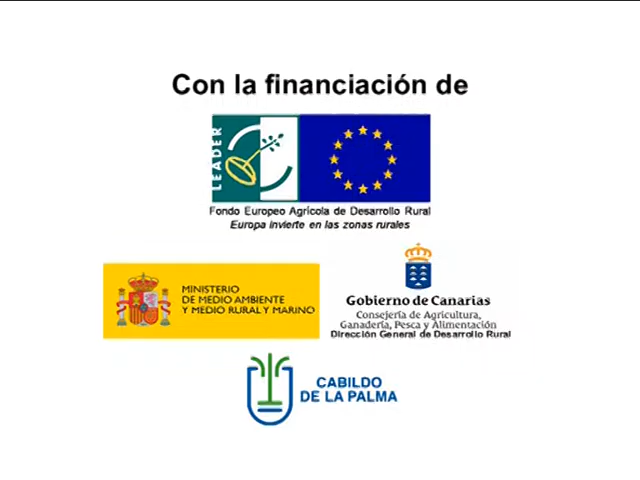 Con la financiación de
LEADER
Fondo Europeo Agrícola de Desarrollo Rural
Europa invierte en las zonas rurales
MINISTERIO
DE MEDIO AMBIENTE
Y MEDIO RURAL Y MARINO
Gobierno de Canarias
Consejería de Agricultura,
Ganadería, Pesca y Alimentación
Dirección General de Desarrollo Rural
CABILDO
DE LA PALMA